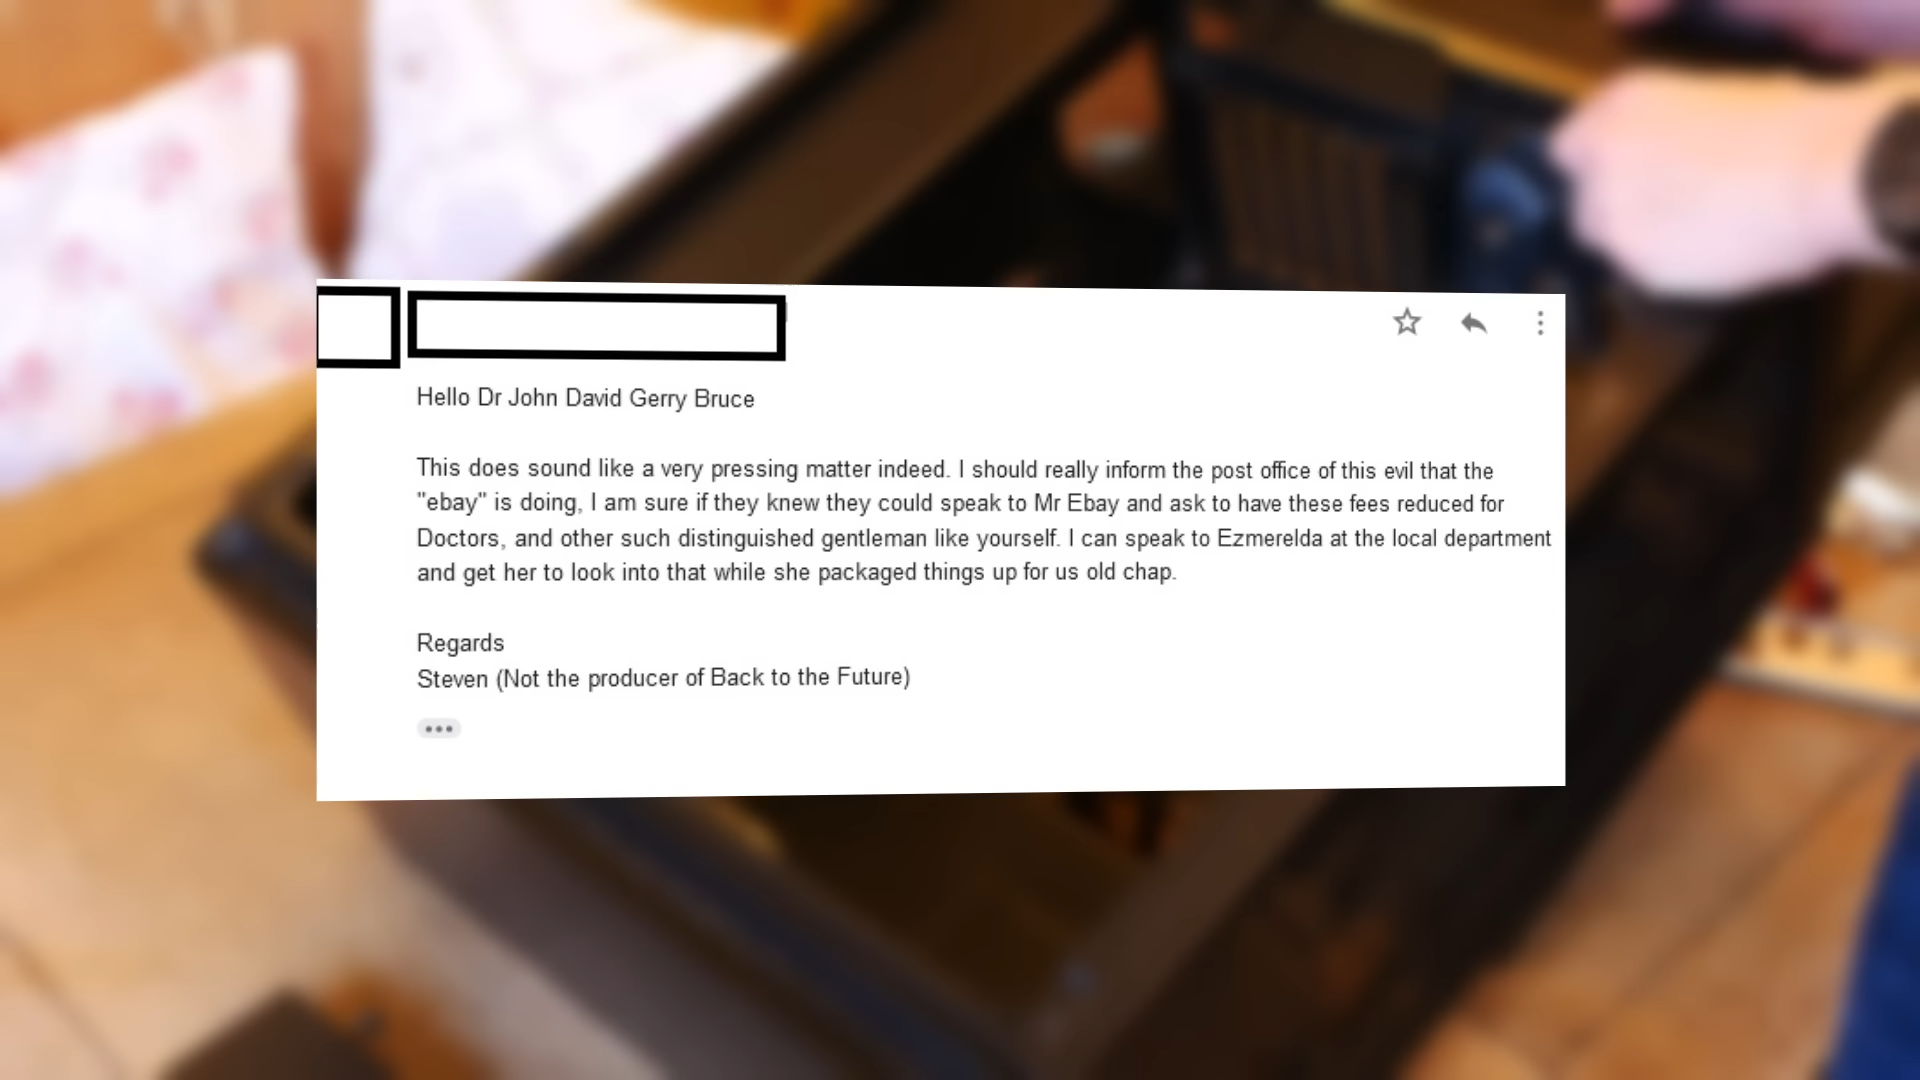 Hello Dr John David Gerry Bruce
This does sound like a very pressing matter indeed. I should really inform the post office of this evil that the
"ebay" is doing, I am sure if they knew they could speak to Mr Ebay and ask to have these fees reduced for
Doctors, and other such distinguished gentleman like yourself. I can speak to Ezmerelda at the local department
and get her to look into that while she packaged things up for us old chap.
Regards
Steven (Not the producer of Back to the Future)